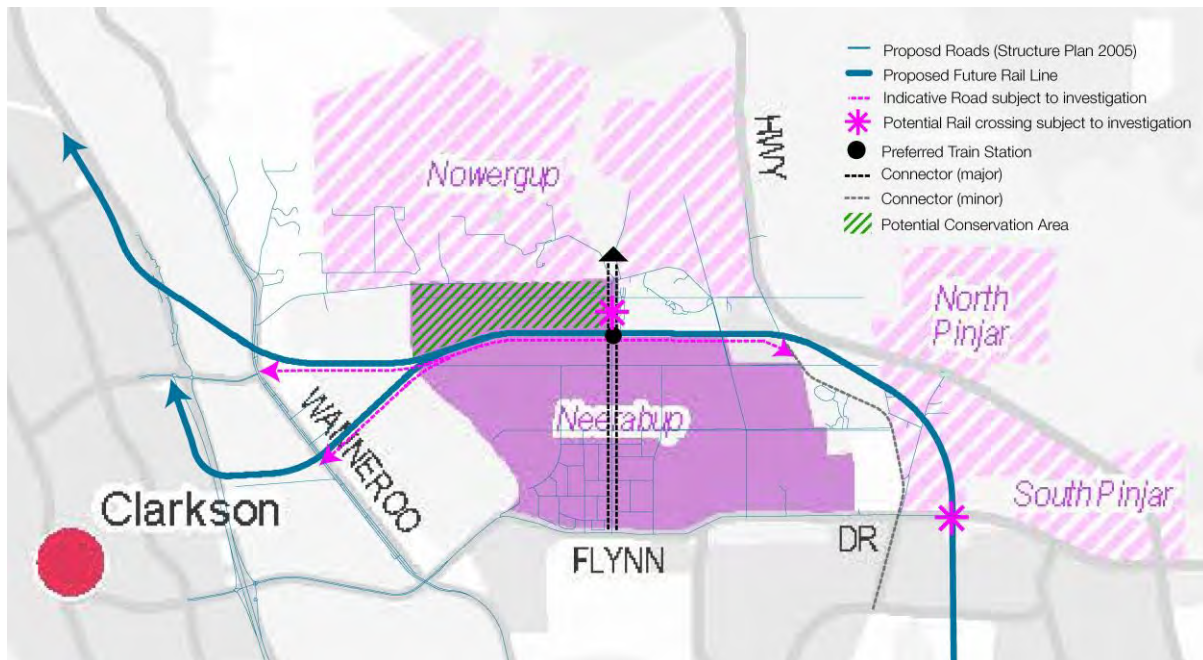 Proposd Roads (Structure Plan 2005)
Proposed Future Rail Line
Indicative Road subject to investigation
Potential Rail crossing subject to investigation
Preferred Train Station
Connector (major)
Connector (minor)
Potential Conservation Area
HWY
Nowergup
North
Pinjar
Neerabup
WANNEROO
South Pinjar
Clarkson
FLYNN
DR